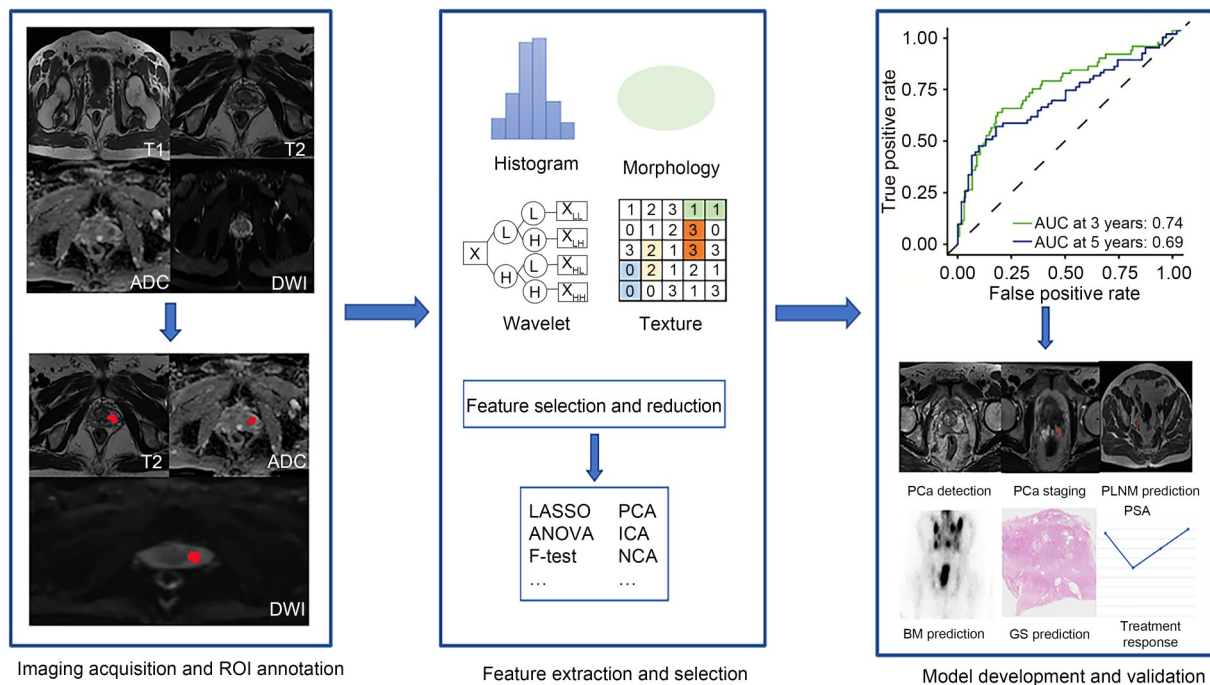 T1
T2
ADC
DWI
T2
ADC
DWI
Imaging acquisition and ROI annotation
Histogram
Morphology
X
L
H
L
H
L
H
X_LL
X_LH
X_HL
X_HH
Wavelet
1 2 3 1 1
0 1 2 3 0
3 2 1 3 3
0 2 1 2 1
0 0 3 1 3
Texture
Feature selection and reduction
LASSO PCA
ANOVA ICA
F-test NCA
… …
Feature extraction and selection
True positive rate
1.00
0.75
0.50
0.25
0.00
AUC at 3 years: 0.74
AUC at 5 years: 0.69
0.00 0.25 0.50 0.75 1.00
False positive rate
PCa detection
PCa staging
PLNM prediction
PSA
BM prediction
GS prediction
Treatment
response
Model development and validation